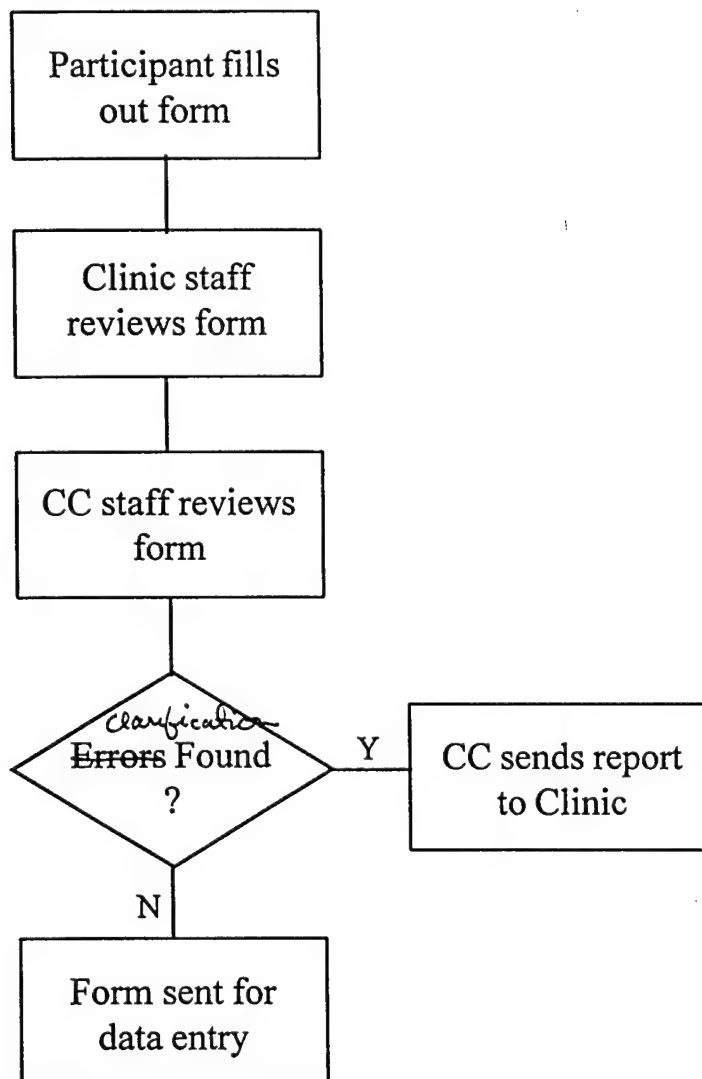 Participant fills
out form
Clinic staff
reviews form
CC staff reviews
form
clarification
Errors Found
?
Y
CC sends report
to Clinic
N
Form sent for
data entry